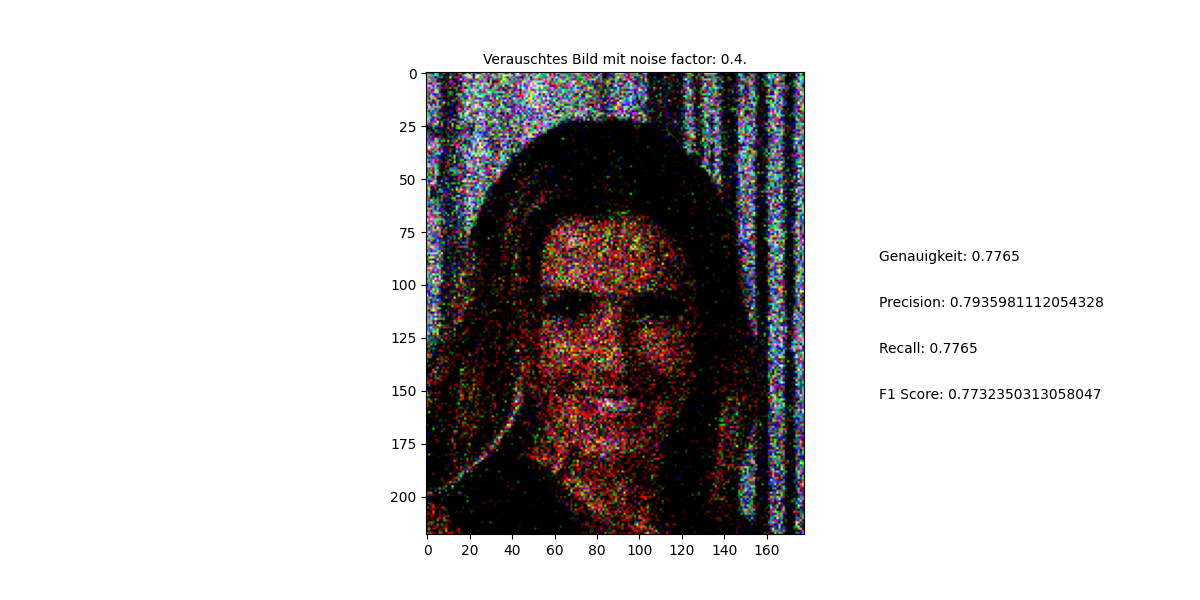 Verauschtes Bild mit noise factor: 0.4.
0
25
50
75
100
125
150
175
200
0 20 40 60 80 100 120 140 160
Genauigkeit: 0.7765
Precision: 0.7935981112054328
Recall: 0.7765
F1 Score: 0.7732350313058047